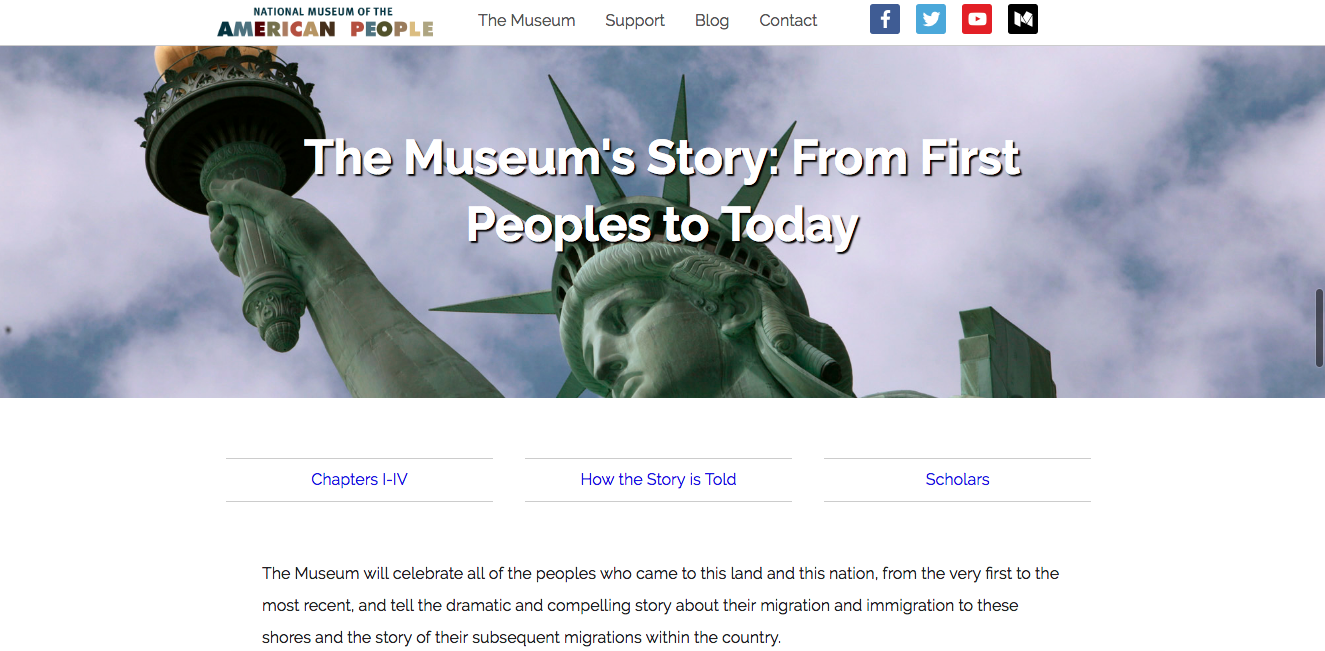 NATIONAL MUSEUM OF THE
AMERICAN PEOPLE
The Museum
Support
Blog
Contact
The Museum's Story: From First
Peoples to Today
Chapters I-IV
How the Story is Told
Scholars
The Museum will celebrate all of the peoples who came to this land and this nation, from the very first to the
most recent, and tell the dramatic and compelling story about their migration and immigration to these
shores and the story of their subsequent migrations within the country.